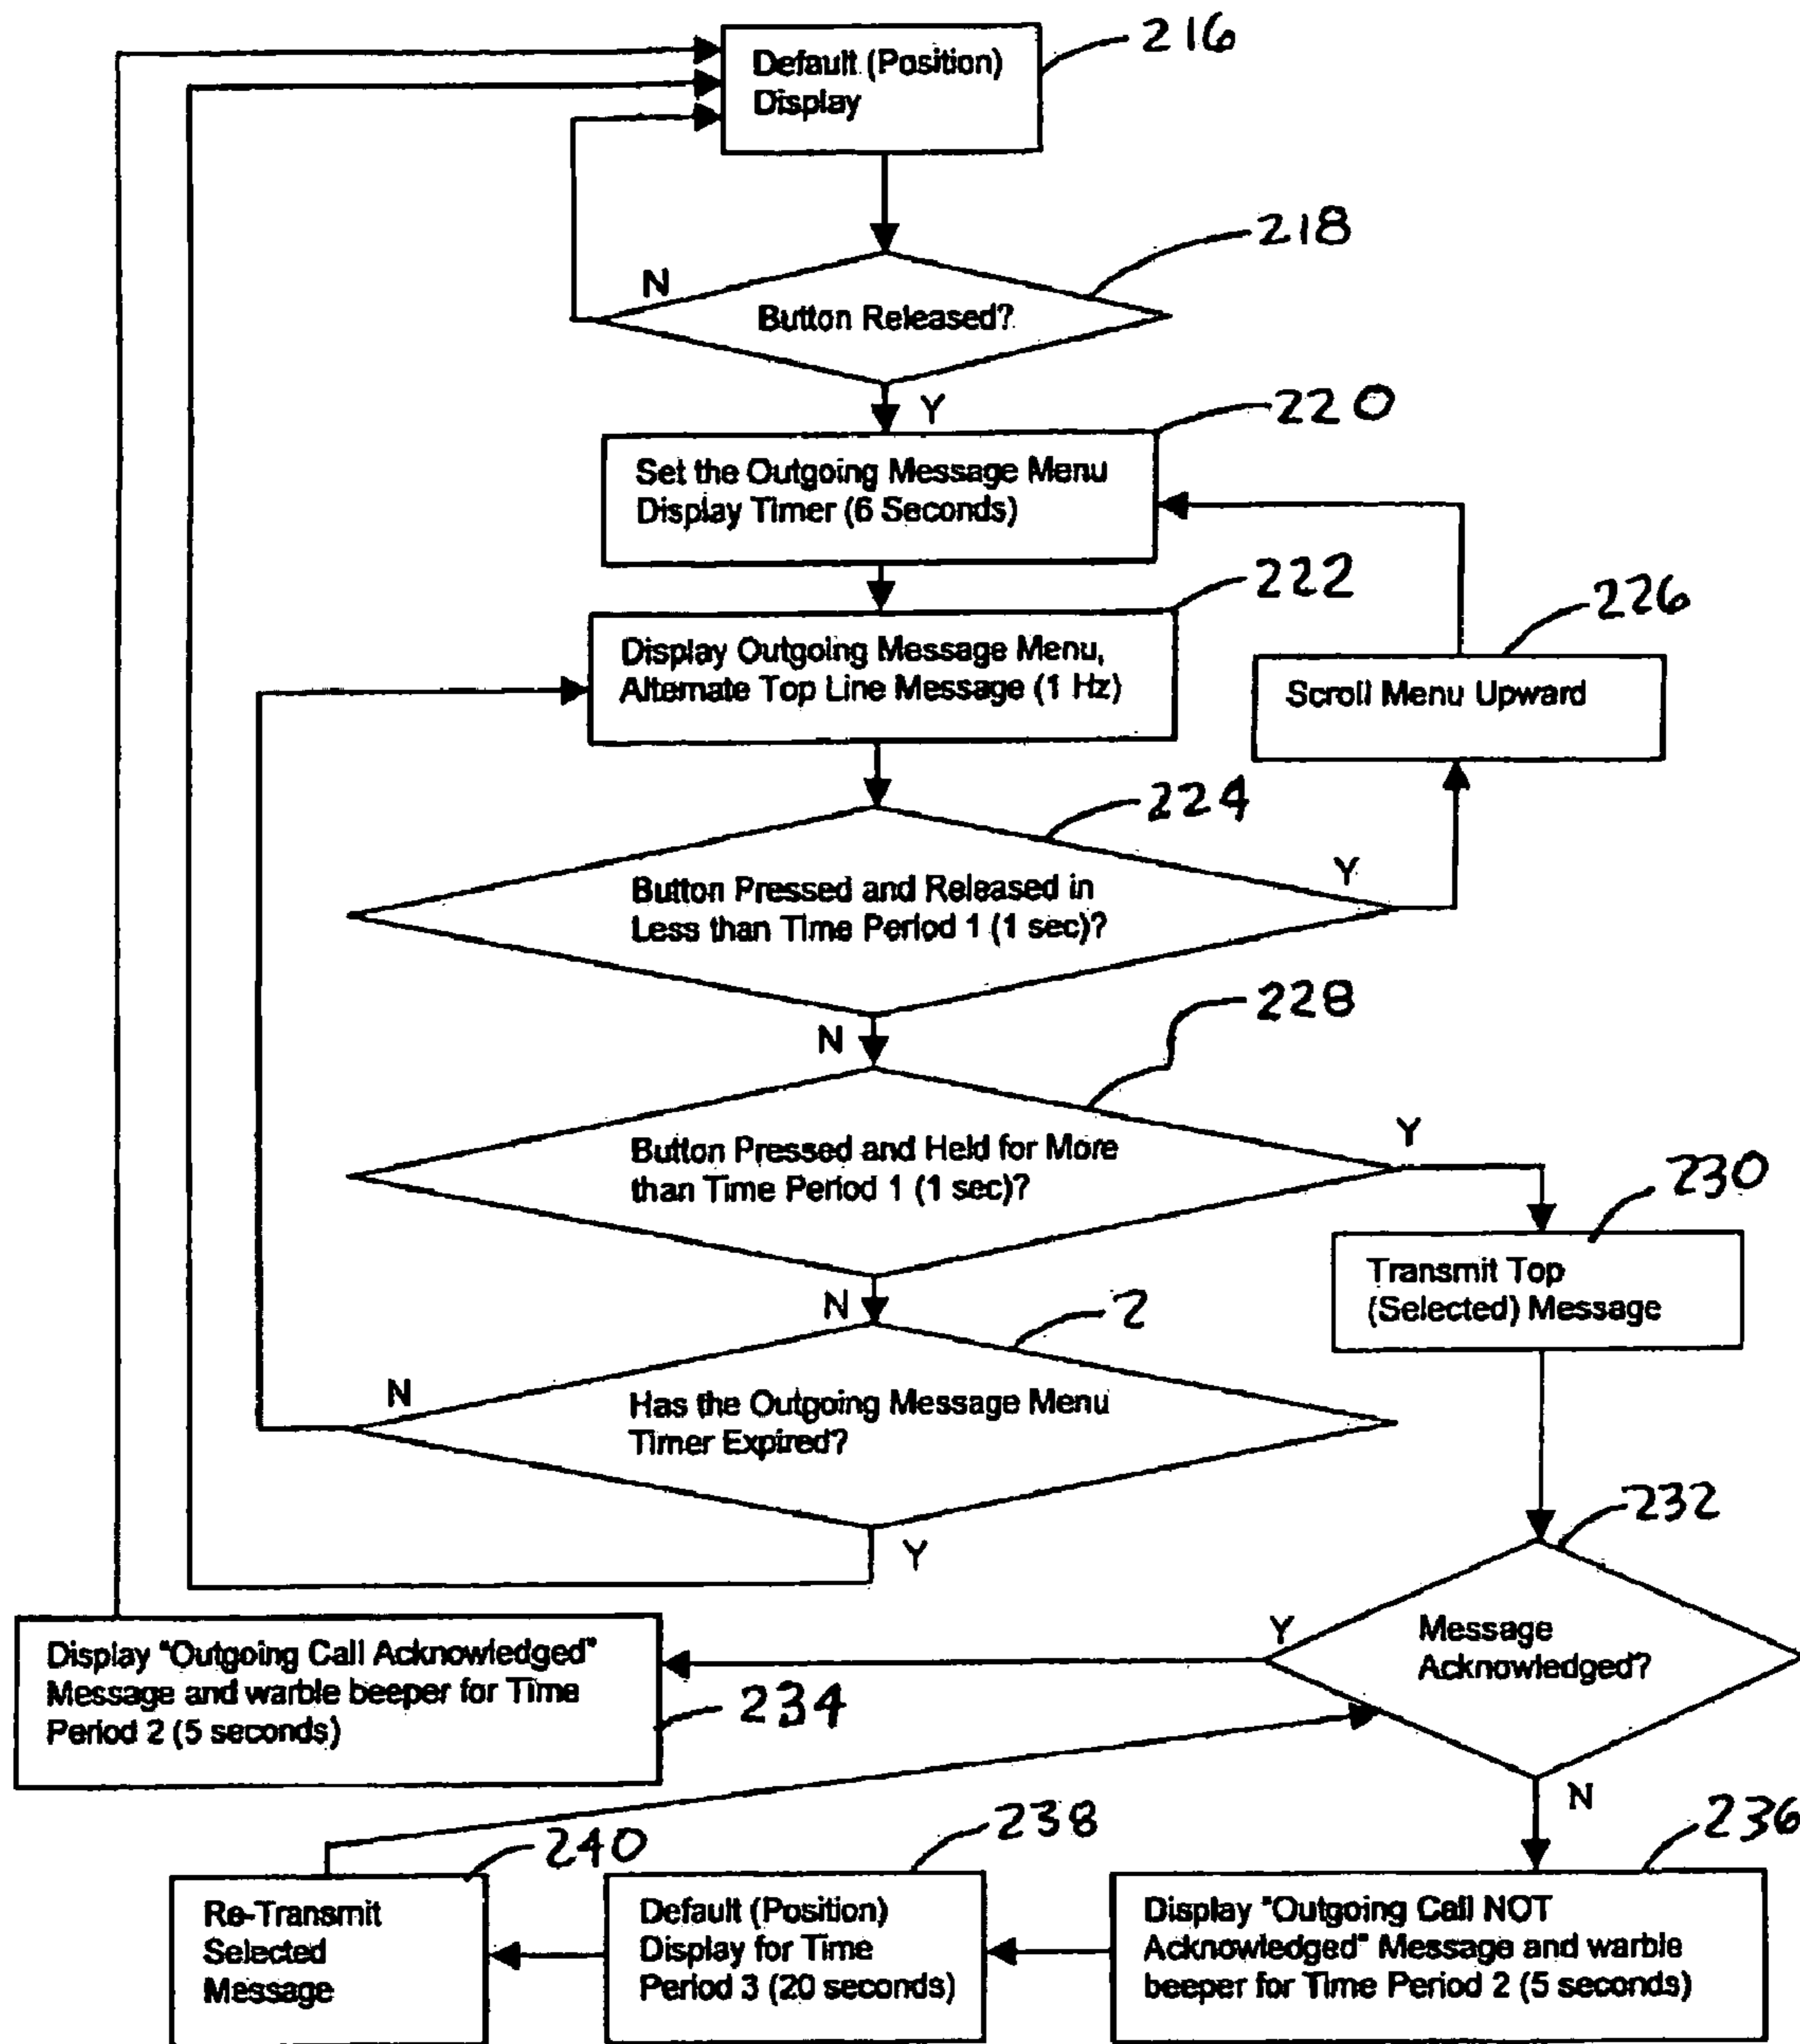 216
Default (Position)
Display
218
N
Button Released?
Y
220
Set the Outgoing Message Menu
Display Timer (6 Seconds)
222
226
Display Outgoing Message Menu,
Alternate Top Line Message (1 Hz)
Scroll Menu Upward
224
Y
Button Pressed and Released in
Less than Time Period 1 (1 sec)?
228
N
Y
Button Pressed and Held for More
than Time Period 1 (1 sec)?
230
Transmit Top
(Selected) Message
N
2
N
Has the Outgoing Message Menu
Timer Expired?
232
Y
Y
Message
Acknowledged?
Display "Outgoing Call Acknowledged"
Message and warble beeper for Time
Period 2 (5 seconds)
234
N
240
238
236
Re-Transmit
Selected
Message
Default (Position)
Display for Time
Period 3 (20 seconds)
Display "Outgoing Call NOT
Acknowledged" Message and warble
beeper for Time Period 2 (5 seconds)